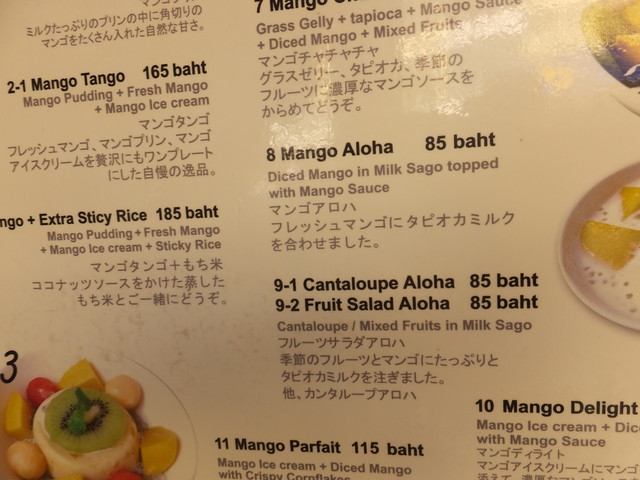 ミルクたっぷりのプリンの中に角切りの
マンゴをたくさん入れた自然な甘さ。
2-1 Mango Tango 165 baht
Mango Pudding + Fresh Mango
+ Mango Ice cream
マンゴタンゴ
フレッシュマンゴ、マンゴプリン、マンゴ
アイスクリームを贅沢にもワンプレート
にした自慢の逸品。
+ Extra Sticy Rice 185 baht
Mango Pudding + Fresh Mango
+ Mango Ice cream + Sticky Rice
マンゴタンゴ＋もち米
ココナッツソースをかけた蒸した
もち米とご一緒にどうぞ。
3
7 Mango
Grass Gelly + tapioca + Mango Sauce
+ Diced Mango + Mixed Fruits
マンゴチャチャチャ
グラスゼリー、タピオカ、季節の
フルーツに濃厚なマンゴソースを
からめてどうぞ。
8 Mango Aloha 85 baht
Diced Mango in Milk Sago topped
with Mango Sauce
マンゴアロハ
フレッシュマンゴにタピオカミルク
を合わせました。
9-1 Cantaloupe Aloha 85 baht
9-2 Fruit Salad Aloha 85 baht
Cantaloupe / Mixed Fruits in Milk Sago
フルーツサラダアロハ
季節のフルーツとマンゴにたっぷりと
タピオカミルクを注ぎました。
他、カンタループアロハ
10 Mango Delight
Mango Ice cream + Dic
with Mango Sauce
マンゴディライト
マンゴアイスクリームにマンゴ
11 Mango Parfait 115 baht
Mango Ice cream + Diced Mango
with Crispy Cornflakes